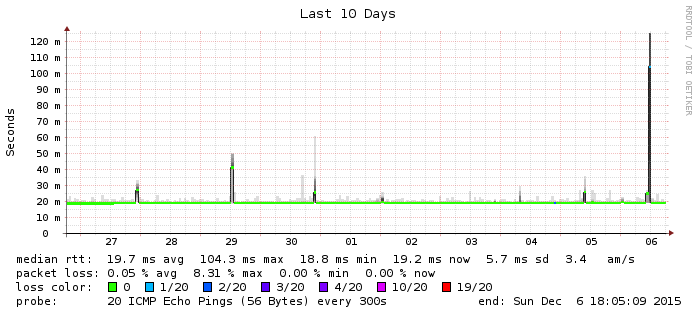 Last 10 Days
RRDTOOL / TOBI OETIKER
Seconds
120 m
110 m
100 m
90 m
80 m
70 m
60 m
50 m
40 m
30 m
20 m
10 m
0
27 28 29 30 01 02 03 04 05 06
median rtt: 19.7 ms avg 104.3 ms max 18.8 ms min 19.2 ms now 5.7 ms sd 3.4 am/s
packet loss: 0.05 % avg 8.31 % max 0.00 % min 0.00 % now
loss color: 0 1/20 2/20 3/20 4/20 10/20 19/20
probe: 20 ICMP Echo Pings (56 Bytes) every 300s end: Sun Dec 6 18:05:09 2015